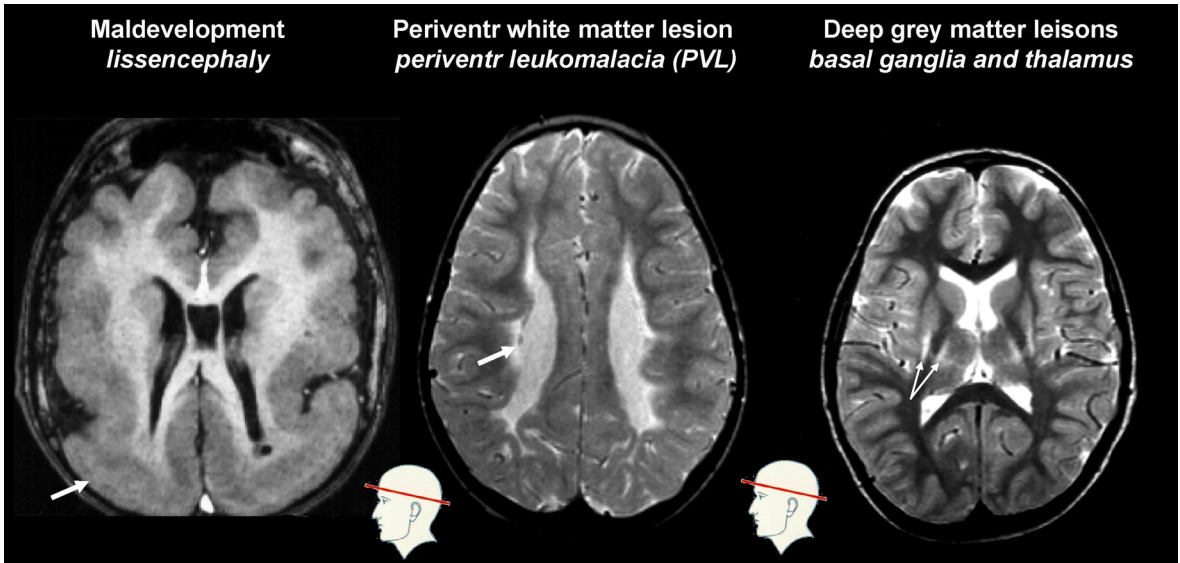 Maldevelopment
lissencephaly
Periventr white matter lesion
periventr leukomalacia (PVL)
Deep grey matter leisons
basal ganglia and thalamus